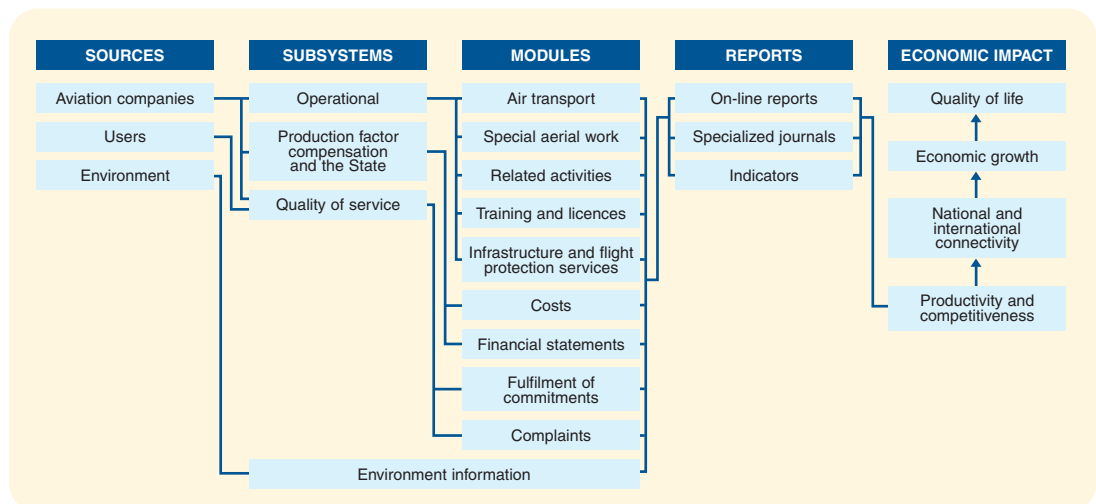 SOURCES
Aviation companies
Users
Environment
SUBSYSTEMS
Operational
Production factor
compensation
and the State
Quality of service
MODULES
Air transport
Special aerial work
Related activities
Training and licences
Infrastructure and flight
protection services
Costs
Financial statements
Fulfilment of
commitments
Complaints
Environment information
REPORTS
On-line reports
Specialized journals
Indicators
ECONOMIC IMPACT
Quality of life
Economic growth
National and
international
connectivity
Productivity and
competitiveness